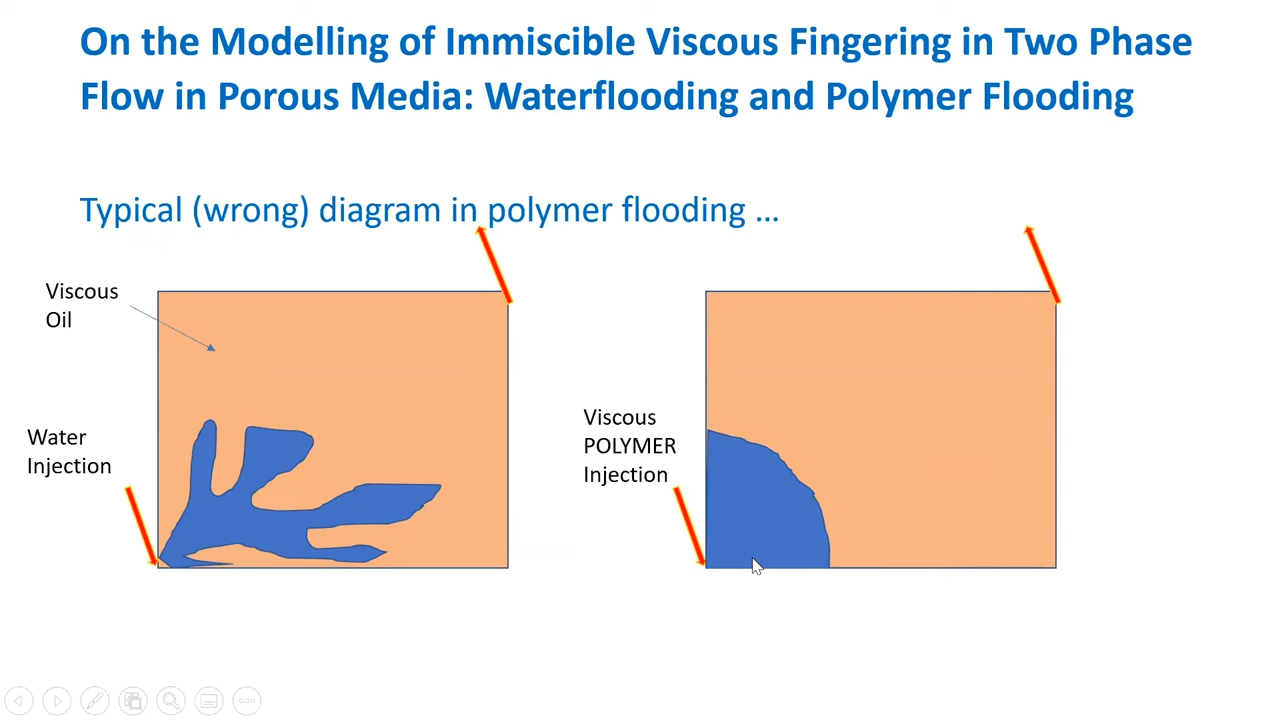 On the Modelling of Immiscible Viscous Fingering in Two Phase
Flow in Porous Media: Waterflooding and Polymer Flooding
Typical (wrong) diagram in polymer flooding ...
Viscous
Oil
Water
Injection
Viscous
POLYMER
Injection